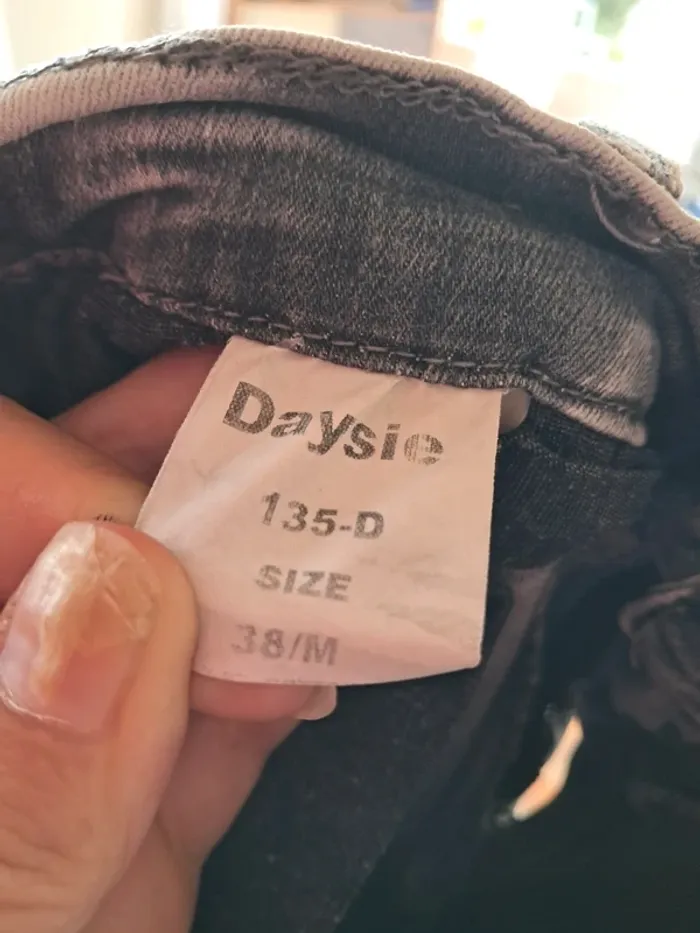 Daysie
135-D
SIZE
38/M